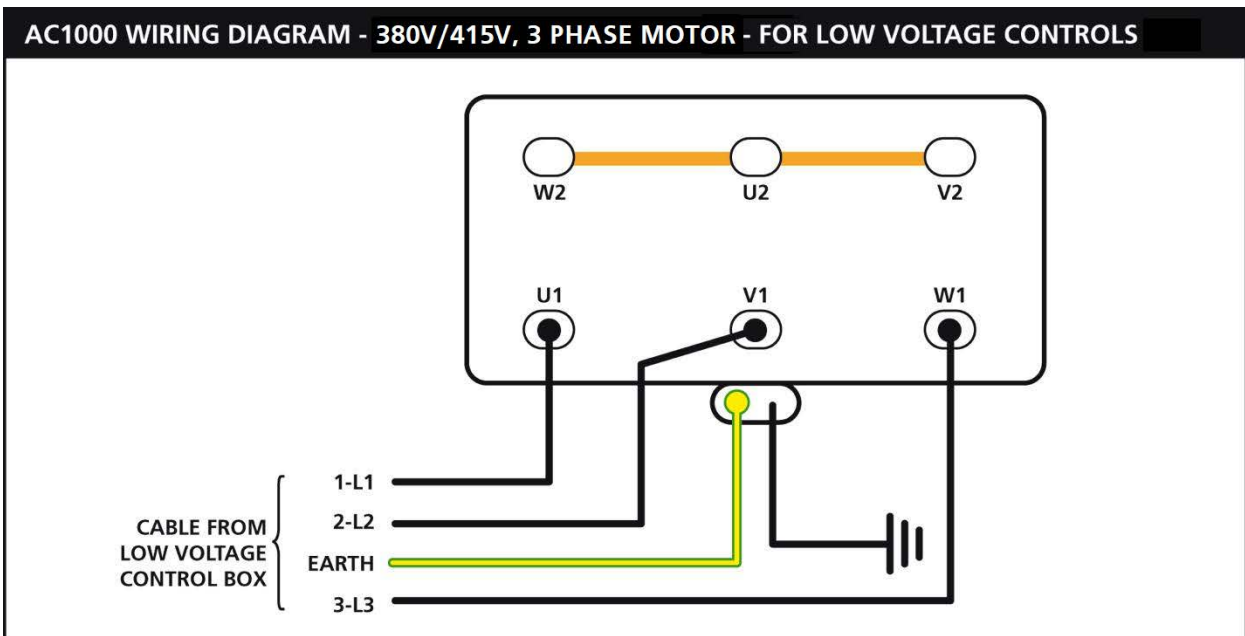 AC1000 WIRING DIAGRAM - 380V/415V, 3 PHASE MOTOR - FOR LOW VOLTAGE CONTROLS
W2
U2
V2
U1
V1
W1
1-L1
2-L2
EARTH
3-L3
CABLE FROM
LOW VOLTAGE
CONTROL BOX